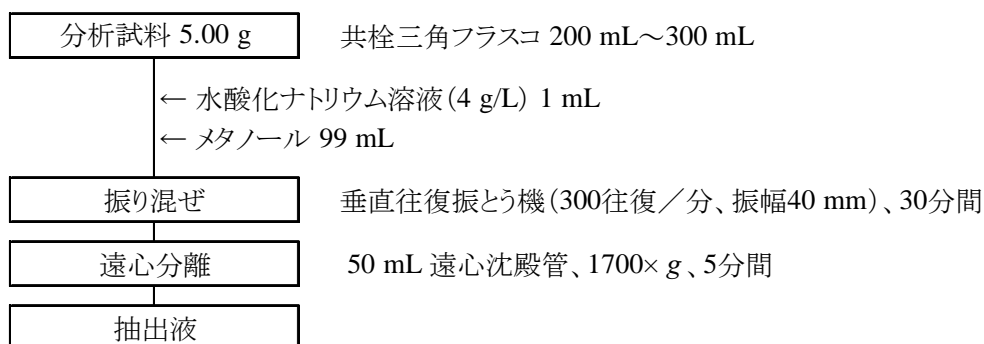 分析試料 5.00 g 共栓三角フラスコ 200 mL～300 mL
← 水酸化ナトリウム溶液（4 g/L） 1 mL
← メタノール 99 mL
振り混ぜ 垂直往復振とう機（300往復／分、振幅40 mm）、30分間
遠心分離 50 mL 遠心沈殿管、1700× g 、5分間
抽出液